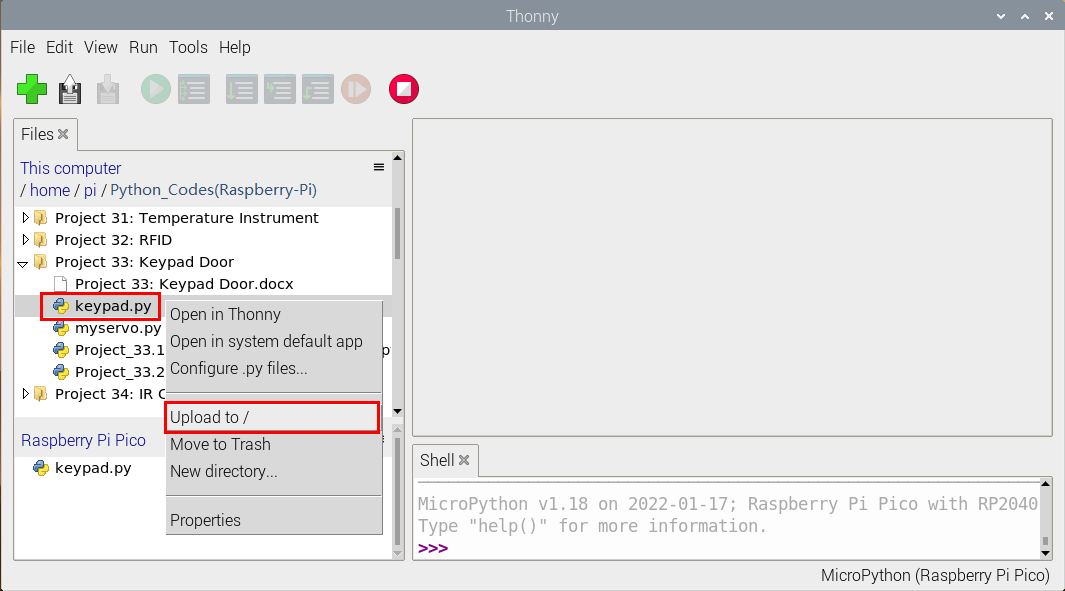 Thonny
File Edit View Run Tools Help
Files
This computer
/ home / pi / Python_Codes(Raspberry-Pi)
Project 31: Temperature Instrument
Project 32: RFID
Project 33: Keypad Door
Project 33: Keypad Door.docx
keypad.py
myservo.py
Project_33.1
p
Project_33.2
Project 34: IR C
Open in Thonny
Open in system default app
Configure .py files...
Upload to /
Move to Trash
New directory...
Properties
Raspberry Pi Pico
keypad.py
Shell
MicroPython v1.18 on 2022-01-17; Raspberry Pi Pico with RP2040
Type "help()" for more information.
>>>
MicroPython (Raspberry Pi Pico)